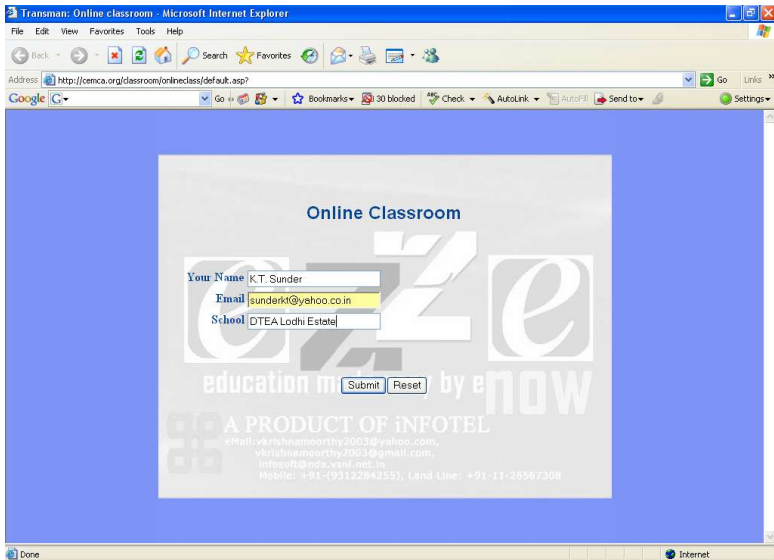 Transman: Online classroom - Microsoft Internet Explorer
File Edit View Favorites Tools Help
Back Search Favorites
Address http://cemca.org/classroom/onlineclass/default.asp? Go Links »
Google G Go Bookmarks 30 blocked ABC Check AutoLink AutoFill Send to Settings
Online Classroom
eZe
Your Name K.T. Sunder
Email sunderkt@yahoo.co.in
School DTEA Lodhi Estate
Submit Reset
education m by enow
A PRODUCT OF iNFOTEL
eMail:vkrishnamoorthy2003@yahoo.com,
vkrishnamoorthy2003@gmail.com,
infosoft@nda.vsnl.net.in
Mobile: +91-(9312284255), Land Line: +91-11-26567308
Done Internet